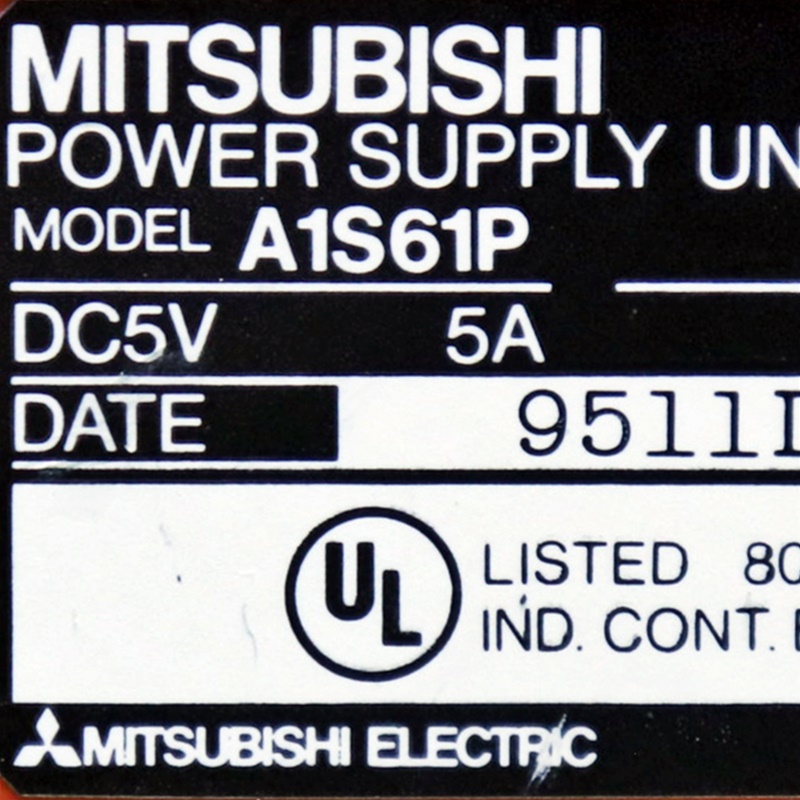 MITSUBISHI
POWER SUPPLY UN
MODEL A1S61P
DC5V 5A
DATE 9511
UL LISTED 80
IND. CONT.
MITSUBISHI ELECTRIC